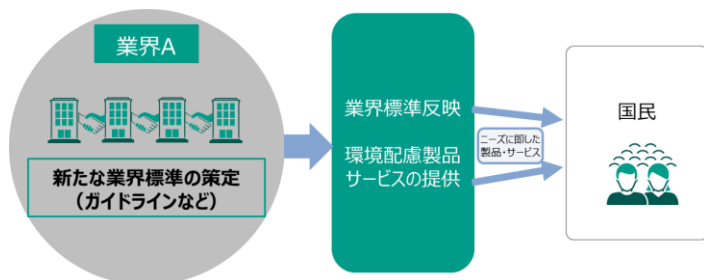 業界A
新たな業界標準の策定
（ガイドラインなど）
業界標準反映
環境配慮製品
サービスの提供
ニーズに即した
製品・サービス
国民